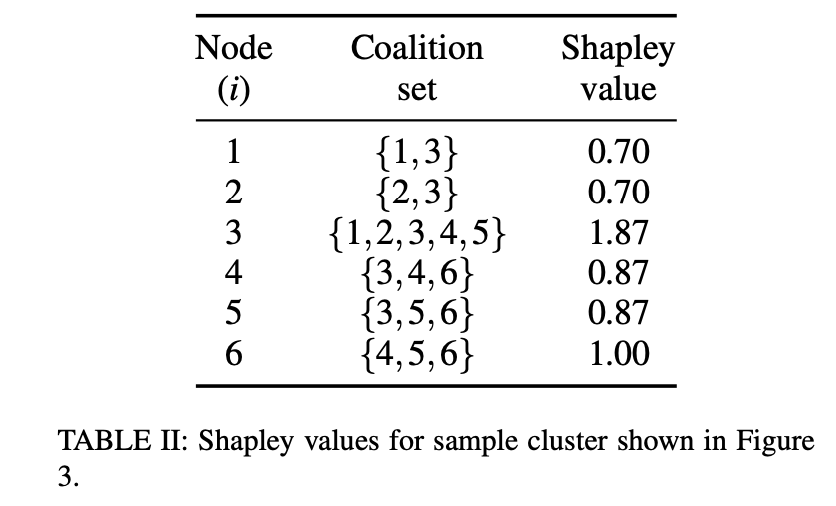 Node Coalition Shapley
(i) set value
1 {1,3} 0.70
2 {2,3} 0.70
3 {1,2,3,4,5} 1.87
4 {3,4,6} 0.87
5 {3,5,6} 0.87
6 {4,5,6} 1.00
TABLE II: Shapley values for sample cluster shown in Figure
3.